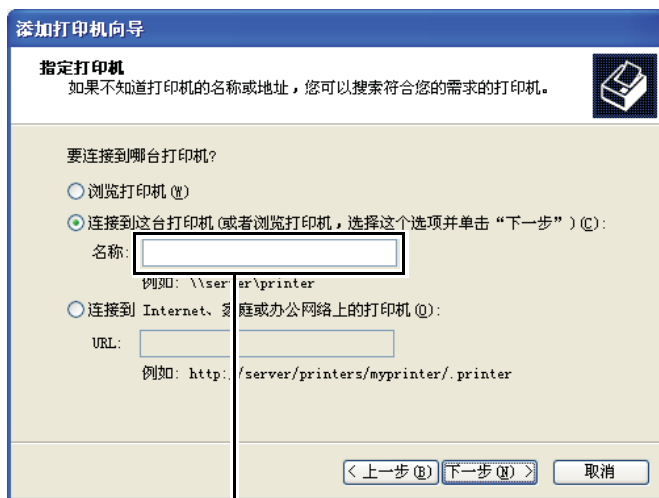 添加打印机向导
指定打印机
如果不知道打印机的名称或地址，您可以搜索符合您的需求的打印机。
要连接到哪台打印机?
浏览打印机(W)
连接到这台打印机(或者浏览打印机，选择这个选项并单击“下一步”)(C):
名称:
例如: \\server\printer
连接到 Internet、家庭或办公网络上的打印机(O):
URL:
例如: http://server/printers/myprinter/.printer
< 上一步(B) 下一步(N) > 取消